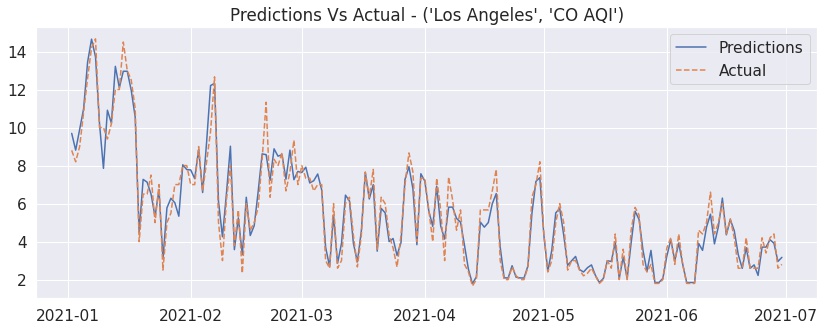 Predictions Vs Actual - ('Los Angeles', 'CO AQI')
Predictions
Actual
14
12
10
8
6
4
2
2021-01 2021-02 2021-03 2021-04 2021-05 2021-06 2021-07